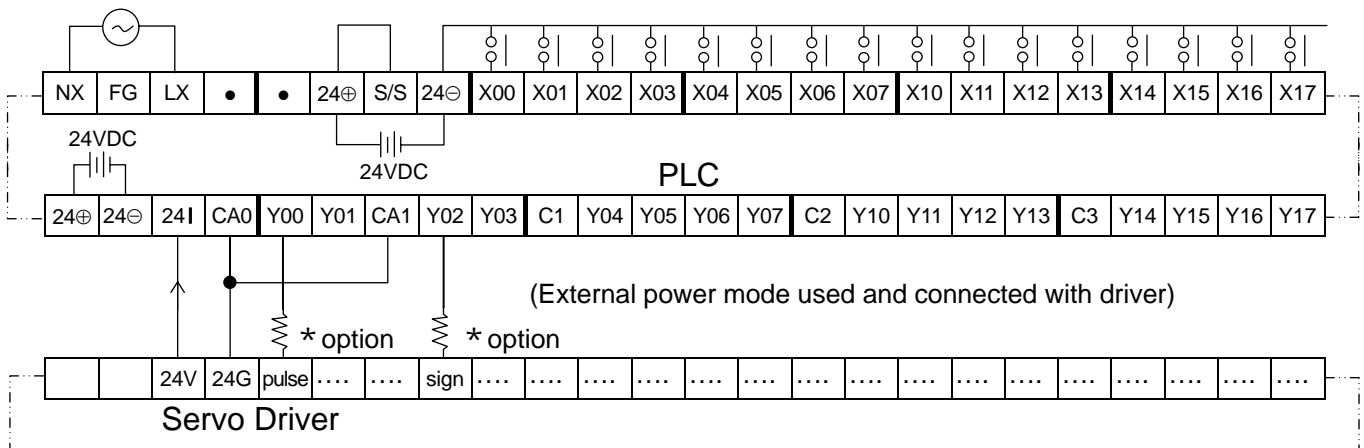 NX FG LX • • 24⊕ S/S 24⊖ X00 X01 X02 X03 X04 X05 X06 X07 X10 X11 X12 X13 X14 X15 X16 X17
24VDC
24VDC
PLC
24⊕ 24⊖ 24I CA0 Y00 Y01 CA1 Y02 Y03 C1 Y04 Y05 Y06 Y07 C2 Y10 Y11 Y12 Y13 C3 Y14 Y15 Y16 Y17
(External power mode used and connected with driver)
* option * option
24V 24G pulse .... .... sign .... .... .... .... .... .... .... .... .... .... .... .... .... .... .... ....
Servo Driver